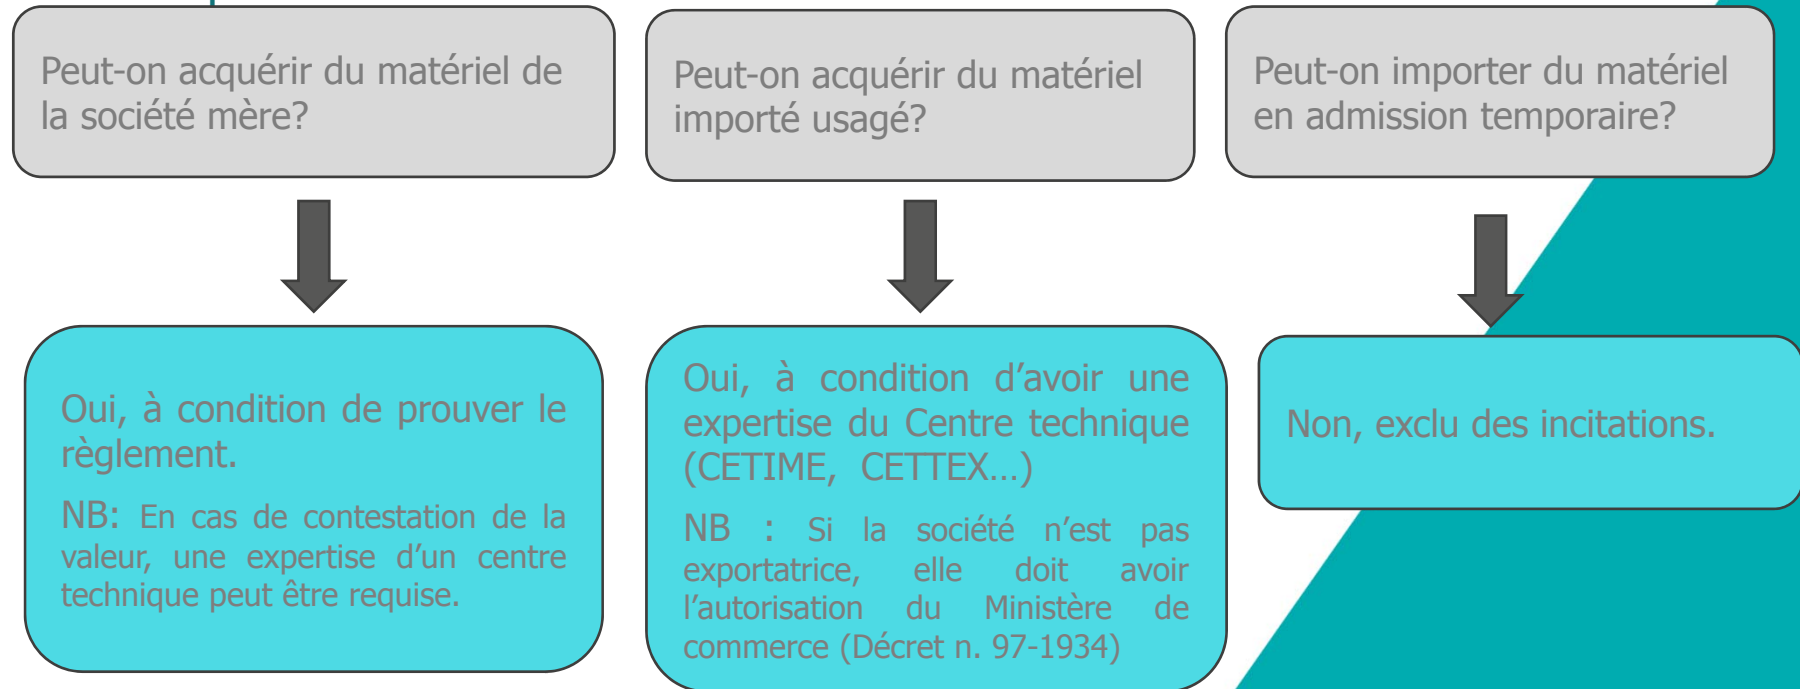 Peut-on acquérir du matériel de
la société mère?
Peut-on acquérir du matériel
importé usagé?
Peut-on importer du matériel
en admission temporaire?
Oui, à condition de prouver le
règlement.
NB: En cas de contestation de la
valeur, une expertise d’un centre
technique peut être requise.
Oui, à condition d’avoir une
expertise du Centre technique
(CETIME, CETTEX…)
NB : Si la société n’est pas
exportatrice, elle doit avoir
l’autorisation du Ministère de
commerce (Décret n. 97-1934)
Non, exclu des incitations.